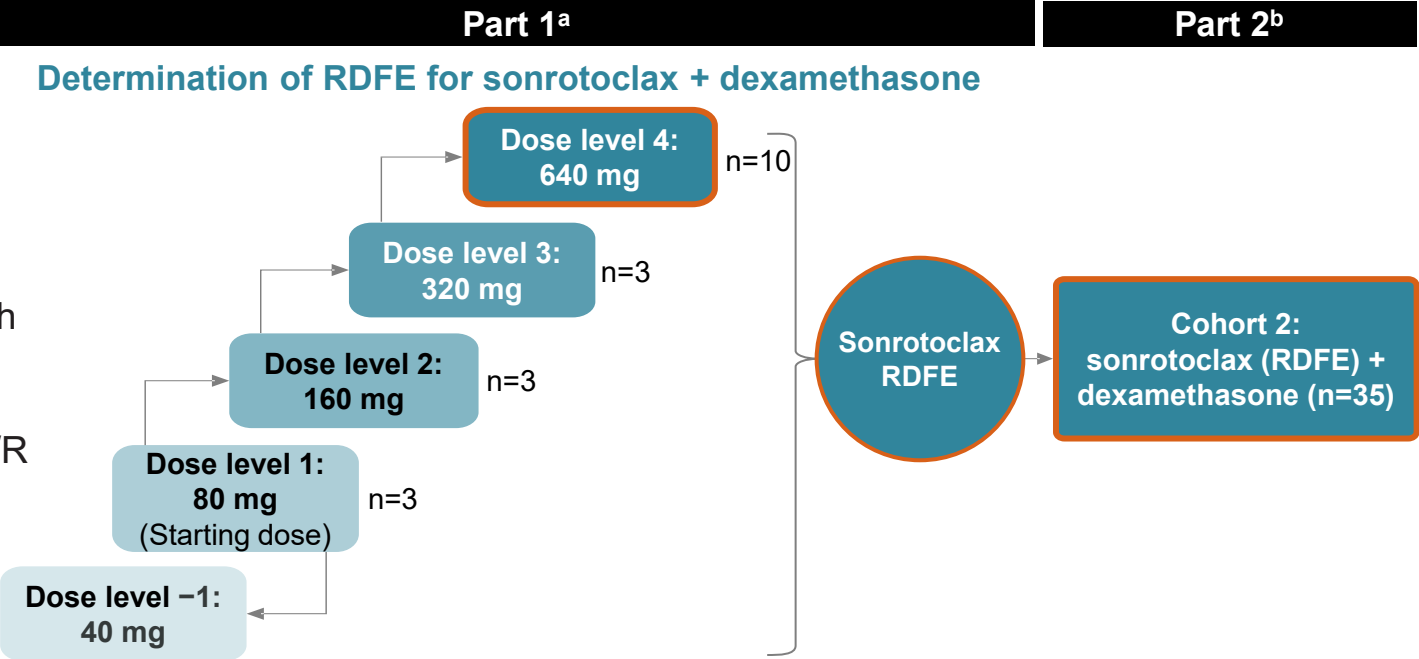 Part 1ᵃ
Part 2ᵇ
Determination of RDFE for sonrotoclax + dexamethasone
Dose level 4:
640 mg
n=10
Dose level 3:
320 mg
n=3
Dose level 2:
160 mg
n=3
Dose level 1:
80 mg
(Starting dose)
n=3
Dose level −1:
40 mg
Sonrotoclax
RDFE
Cohort 2:
sonrotoclax (RDFE) +
dexamethasone (n=35)